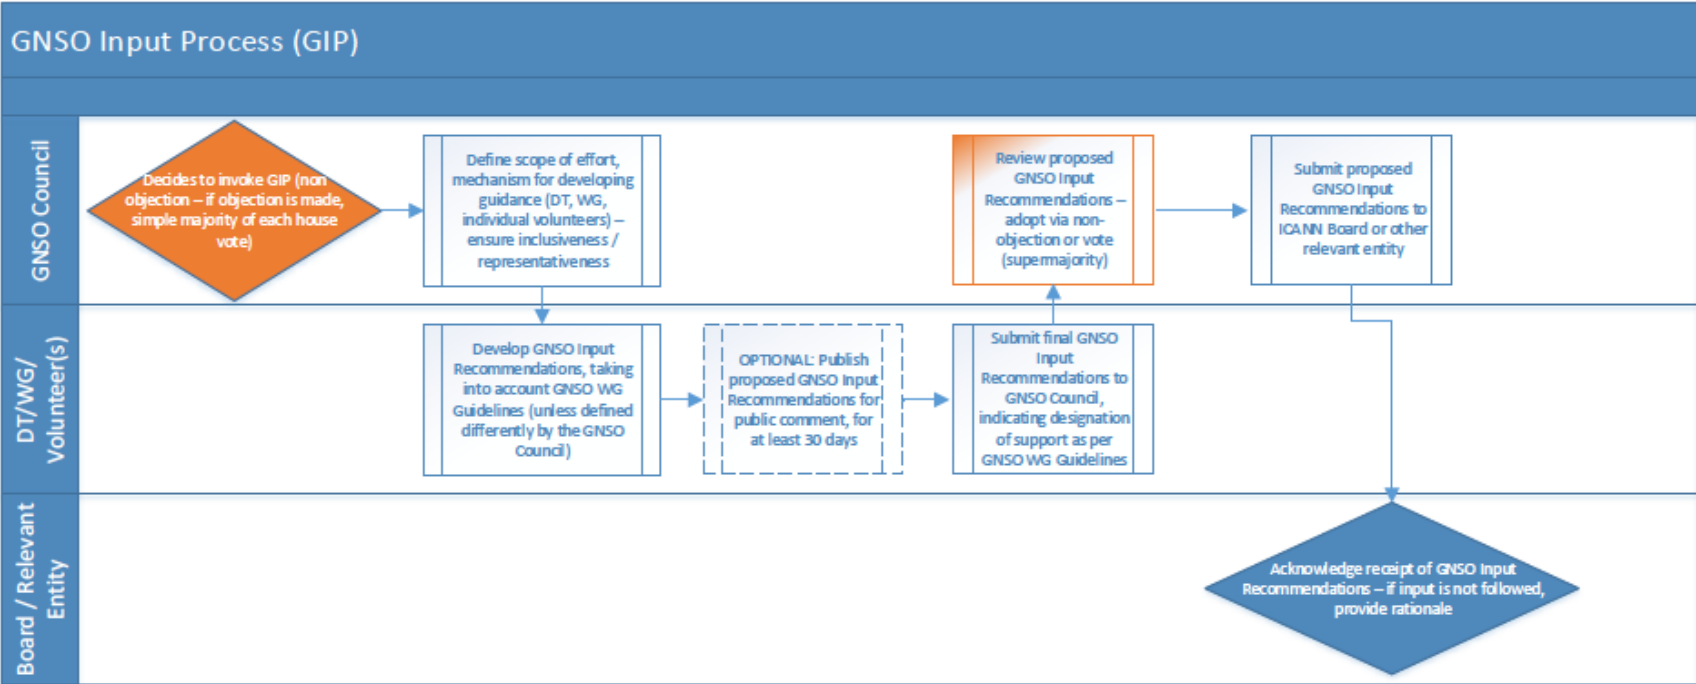 GNSO Input Process (GIP)
GNSO Council
Decides to invoke GIP (non
objection – if objection is made,
simple majority of each house
vote)
Define scope of effort,
mechanism for developing
guidance (DT, WG,
individual volunteers) –
ensure inclusiveness /
representativeness
Review proposed
GNSO Input
Recommendations –
adopt via non-
objection or vote
(supermajority)
Submit proposed
GNSO Input
Recommendations to
ICANN Board or other
relevant entity
DT/WG/
Volunteer(s)
Develop GNSO Input
Recommendations, taking
into account GNSO WG
Guidelines (unless defined
differently by the GNSO
Council)
OPTIONAL: Publish
proposed GNSO Input
Recommendations for
public comment, for
at least 30 days
Submit final GNSO
Input
Recommendations to
GNSO Council,
indicating designation
of support as per
GNSO WG Guidelines
Board / Relevant
Entity
Acknowledge receipt of GNSO Input
Recommendations – if input is not followed,
provide rationale